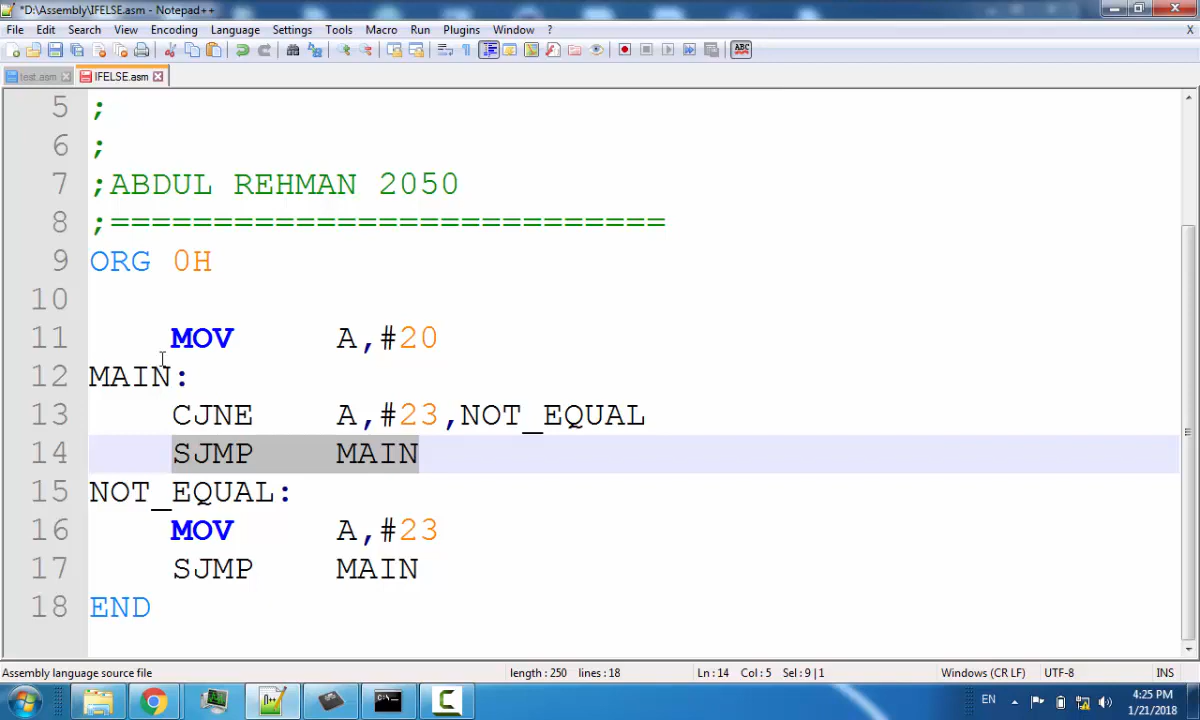 *D:\Assembly\IFELSE.asm - Notepad++
File Edit Search View Encoding Language Settings Tools Macro Run Plugins Window ? X
ABC
test.asm IFELSE.asm
5 ;
6 ;
7 ;ABDUL REHMAN 2050
8 ;===========================
9 ORG 0H
10
11 MOV A,#20
12 MAIN:
13 CJNE A,#23,NOT_EQUAL
14 SJMP MAIN
15 NOT_EQUAL:
16 MOV A,#23
17 SJMP MAIN
18 END
Assembly language source file length : 250 lines : 18 Ln : 14 Col : 5 Sel : 9 | 1 Windows (CR LF) UTF-8 INS
EN 4:25 PM
1/21/2018